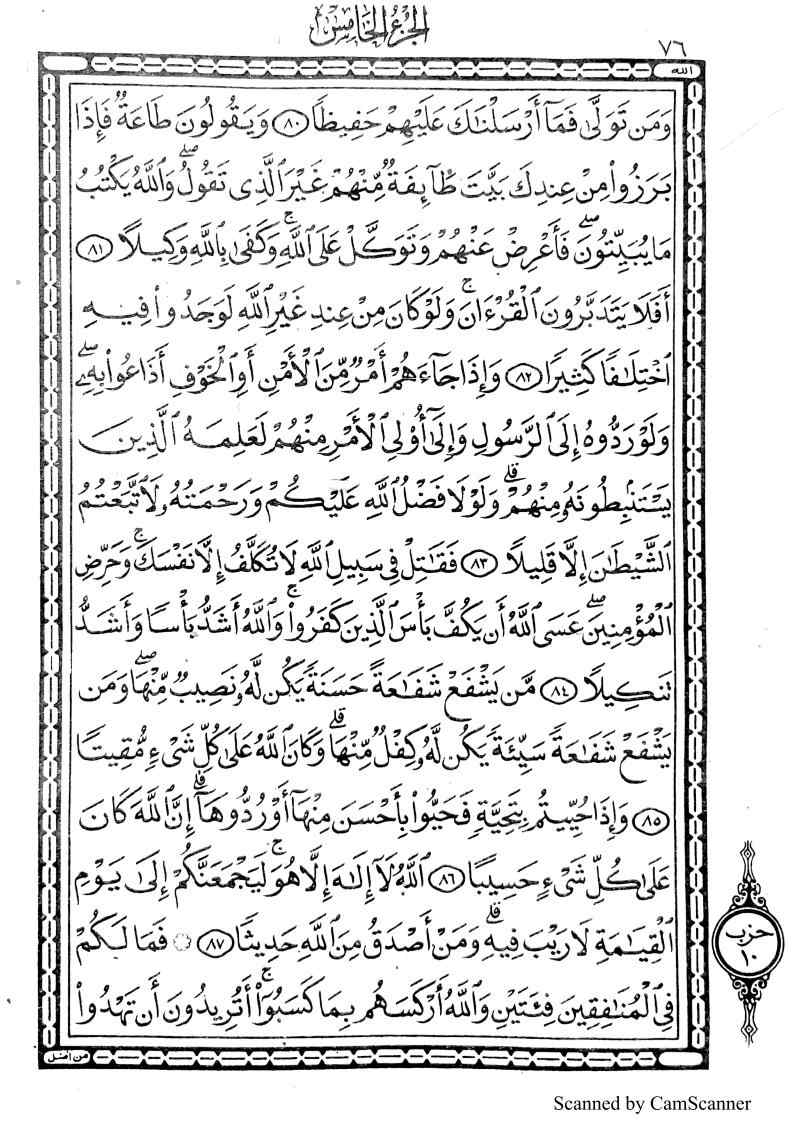 الجزء الخامس
٧٦
الله
وَمَن تَوَلَّىٰ فَمَآ أَرْسَلْنَٰكَ عَلَيْهِمْ حَفِيظًا ٨٠ وَيَقُولُونَ طَاعَةٌ فَإِذَا
بَرَزُوا۟ مِنْ عِندِكَ بَيَّتَ طَآئِفَةٌ مِّنْهُمْ غَيْرَ ٱلَّذِى تَقُولُ ۖ وَٱللَّهُ يَكْتُبُ
مَا يُبَيِّتُونَ ۖ فَأَعْرِضْ عَنْهُمْ وَتَوَكَّلْ عَلَى ٱللَّهِ ۚ وَكَفَىٰ بِٱللَّهِ وَكِيلًا ٨١
أَفَلَا يَتَدَبَّرُونَ ٱلْقُرْءَانَ ۚ وَلَوْ كَانَ مِنْ عِندِ غَيْرِ ٱللَّهِ لَوَجَدُوا۟ فِيهِ
ٱخْتِلَٰفًا كَثِيرًا ٨٢ وَإِذَا جَآءَهُمْ أَمْرٌ مِّنَ ٱلْأَمْنِ أَوِ ٱلْخَوْفِ أَذَاعُوا۟ بِهِۦ ۖ
وَلَوْ رَدُّوهُ إِلَى ٱلرَّسُولِ وَإِلَىٰٓ أُو۟لِى ٱلْأَمْرِ مِنْهُمْ لَعَلِمَهُ ٱلَّذِينَ
يَسْتَنۢبِطُونَهُۥ مِنْهُمْ ۗ وَلَوْلَا فَضْلُ ٱللَّهِ عَلَيْكُمْ وَرَحْمَتُهُۥ لَٱتَّبَعْتُمُ
ٱلشَّيْطَٰنَ إِلَّا قَلِيلًا ٨٣ فَقَٰتِلْ فِى سَبِيلِ ٱللَّهِ لَا تُكَلَّفُ إِلَّا نَفْسَكَ ۚ وَحَرِّضِ
ٱلْمُؤْمِنِينَ ۖ عَسَى ٱللَّهُ أَن يَكُفَّ بَأْسَ ٱلَّذِينَ كَفَرُوا۟ ۚ وَٱللَّهُ أَشَدُّ بَأْسًا وَأَشَدُّ
تَنكِيلًا ٨٤ مَّن يَشْفَعْ شَفَٰعَةً حَسَنَةً يَكُن لَّهُۥ نَصِيبٌ مِّنْهَا ۖ وَمَن
يَشْفَعْ شَفَٰعَةً سَيِّئَةً يَكُن لَّهُۥ كِفْلٌ مِّنْهَا ۗ وَكَانَ ٱللَّهُ عَلَىٰ كُلِّ شَىْءٍ مُّقِيتًا
٨٥ وَإِذَا حُيِّيتُم بِتَحِيَّةٍ فَحَيُّوا۟ بِأَحْسَنَ مِنْهَآ أَوْ رُدُّوهَآ ۗ إِنَّ ٱللَّهَ كَانَ
عَلَىٰ كُلِّ شَىْءٍ حَسِيبًا ٨٦ ٱللَّهُ لَآ إِلَٰهَ إِلَّا هُوَ ۚ لَيَجْمَعَنَّكُمْ إِلَىٰ يَوْمِ
ٱلْقِيَٰمَةِ لَا رَيْبَ فِيهِ ۗ وَمَنْ أَصْدَقُ مِنَ ٱللَّهِ حَدِيثًا ٨٧ ۞ فَمَا لَكُمْ
فِى ٱلْمُنَٰفِقِينَ فِئَتَيْنِ وَٱللَّهُ أَرْكَسَهُم بِمَا كَسَبُوٓا۟ ۚ أَتُرِيدُونَ أَن تَهْدُوا۟
حزب
١٠
من أضل
Scanned by CamScanner